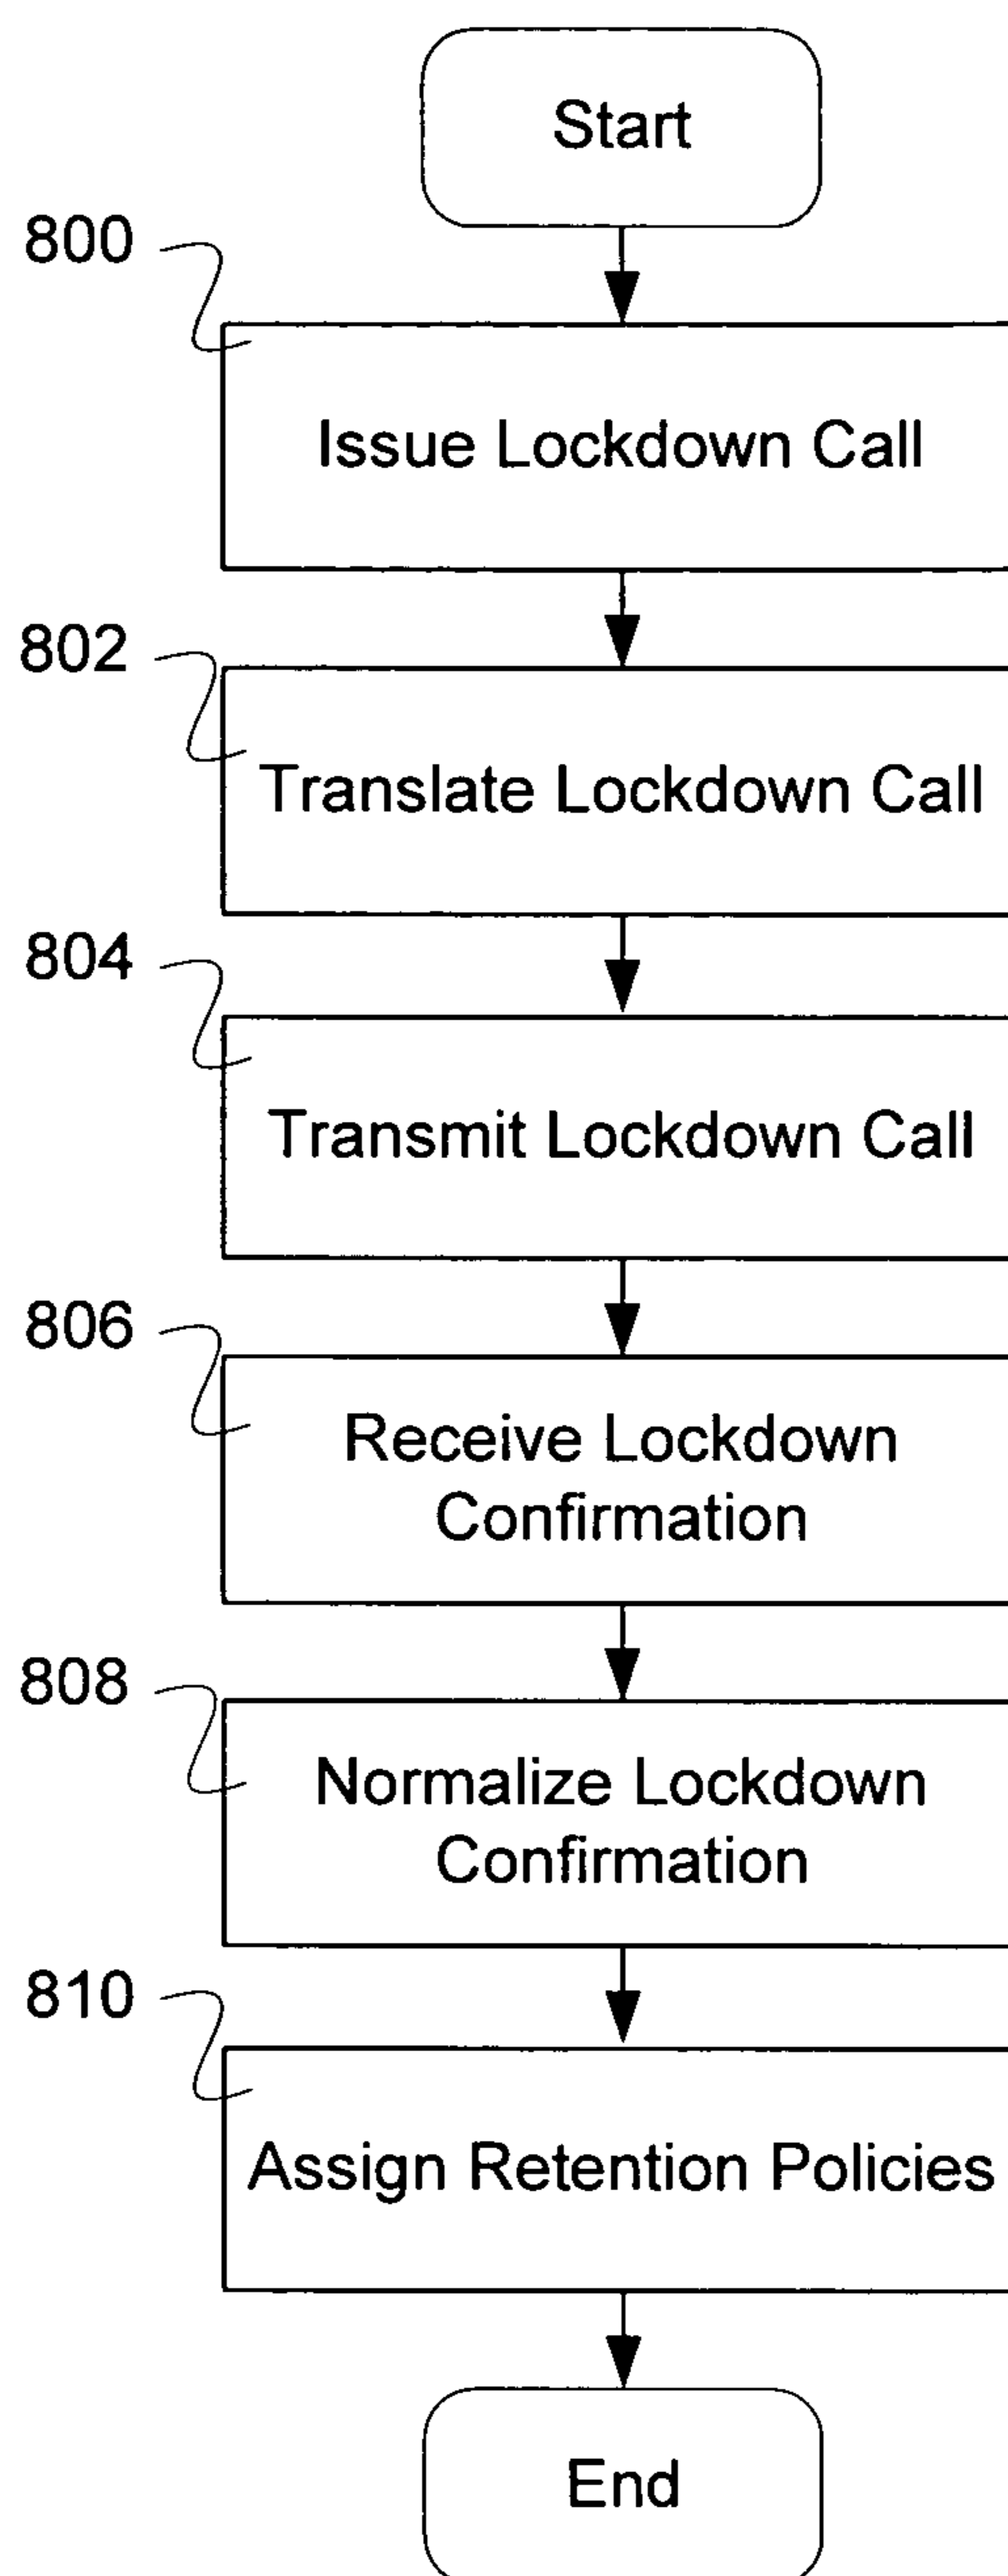 Start
800
Issue Lockdown Call
802
Translate Lockdown Call
804
Transmit Lockdown Call
806
Receive Lockdown
Confirmation
808
Normalize Lockdown
Confirmation
810
Assign Retention Policies
End